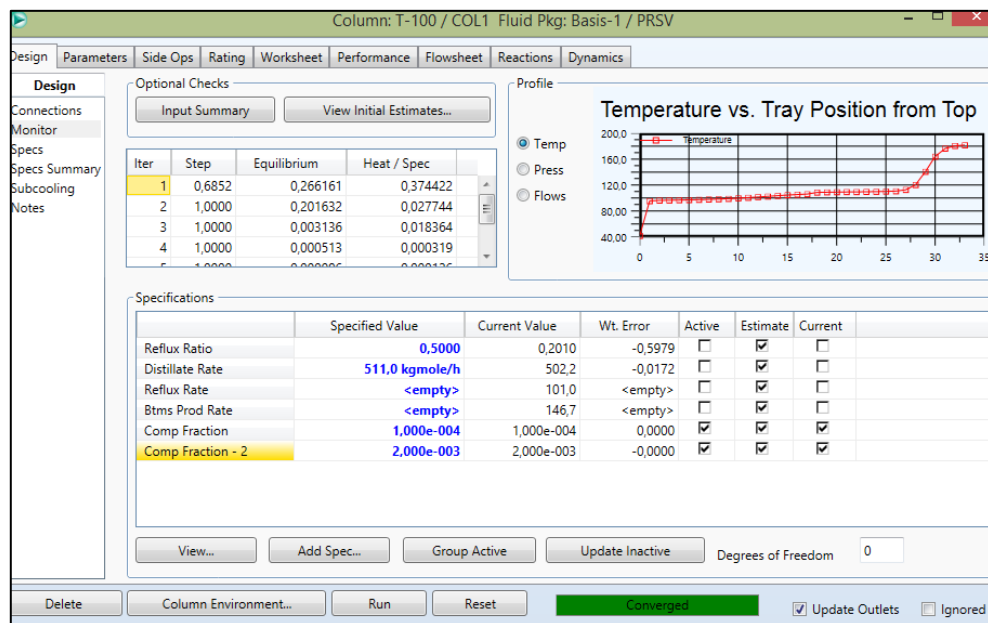 Column: T-100 / COL1 Fluid Pkg: Basis-1 / PRSV
Design Parameters Side Ops Rating Worksheet Performance Flowsheet Reactions Dynamics
Design
Connections
Monitor
Specs
Specs Summary
Subcooling
Notes
Optional Checks
Input Summary View Initial Estimates...
Iter Step Equilibrium Heat / Spec
1 0,6852 0,266161 0,374422
2 1,0000 0,201632 0,027744
3 1,0000 0,003136 0,018364
4 1,0000 0,000513 0,000319
Profile
Temp
Press
Flows
Temperature vs. Tray Position from Top
Temperature
200,0
160,0
120,0
80,00
40,00
0 5 10 15 20 25 30 35
Specifications
Specified Value Current Value Wt. Error Active Estimate Current
Reflux Ratio 0,5000 0,2010 -0,5979
Distillate Rate 511,0 kgmole/h 502,2 -0,0172
Reflux Rate <empty> 101,0 <empty>
Btms Prod Rate <empty> 146,7 <empty>
Comp Fraction 1,000e-004 1,000e-004 0,0000
Comp Fraction - 2 2,000e-003 2,000e-003 -0,0000
View... Add Spec... Group Active Update Inactive Degrees of Freedom 0
Delete Column Environment... Run Reset Converged Update Outlets Ignored